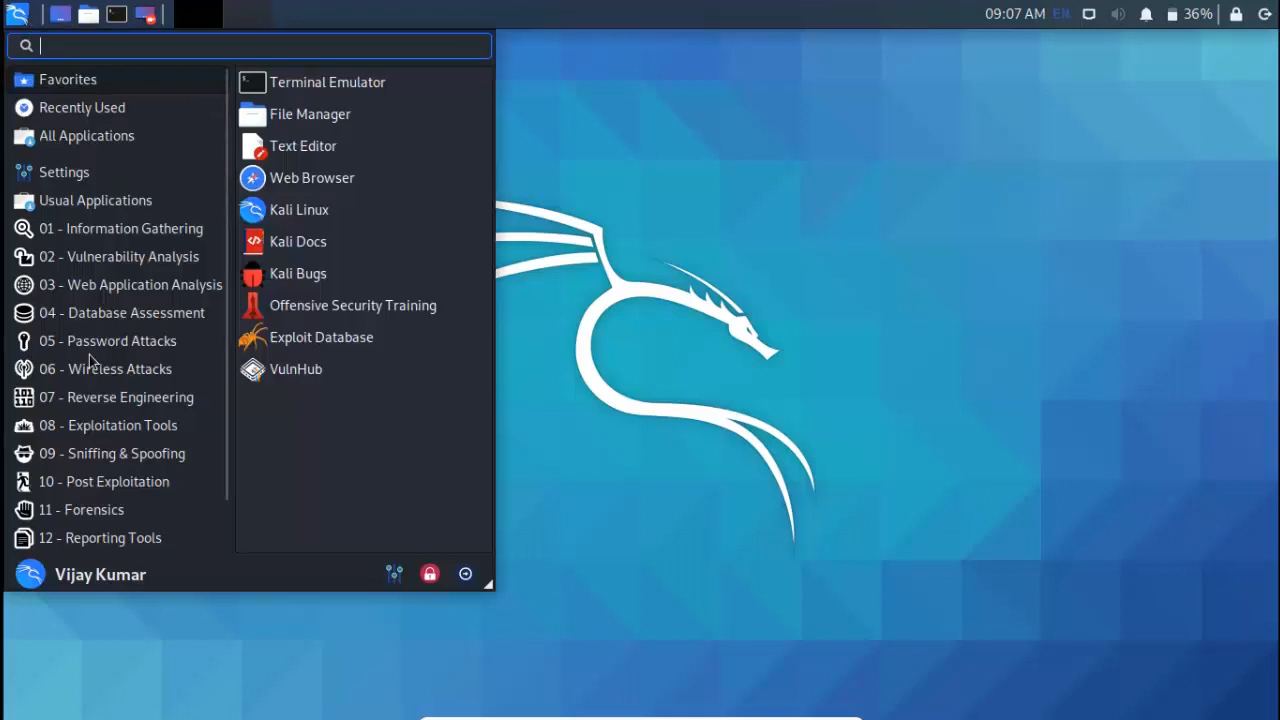 09:07 AM EN 36%
Favorites
Recently Used
All Applications
Settings
Usual Applications
01 - Information Gathering
02 - Vulnerability Analysis
03 - Web Application Analysis
04 - Database Assessment
05 - Password Attacks
06 - Wireless Attacks
07 - Reverse Engineering
08 - Exploitation Tools
09 - Sniffing & Spoofing
10 - Post Exploitation
11 - Forensics
12 - Reporting Tools
Terminal Emulator
File Manager
Text Editor
Web Browser
Kali Linux
Kali Docs
Kali Bugs
Offensive Security Training
Exploit Database
VulnHub
Vijay Kumar